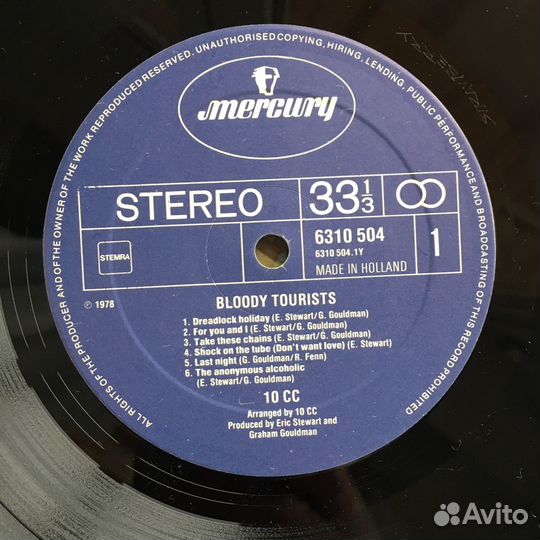 ALL RIGHTS OF THE PRODUCER AND OF THE OWNER OF THE WORK REPRODUCED RESERVED. UNAUTHORISED COPYING, HIRING, LENDING, PUBLIC PERFORMANCE AND BROADCASTING OF THIS RECORD PROHIBITED
mercury
STEREO
33 1/3
STEMRA
6310 504
6310 504.1Y
MADE IN HOLLAND
1
℗ 1978
BLOODY TOURISTS
1. Dreadlock holiday (E. Stewart/G. Gouldman)
2. For you and I (E. Stewart/G. Gouldman)
3. Take these chains (E. Stewart/G. Gouldman)
4. Shock on the tube (Don't want love) (E. Stewart)
5. Last night (G. Gouldman/R. Fenn)
6. The anonymous alcoholic
(E. Stewart/G. Gouldman)
10 CC
Arranged by 10 CC
Produced by Eric Stewart and
Graham Gouldman
Avito